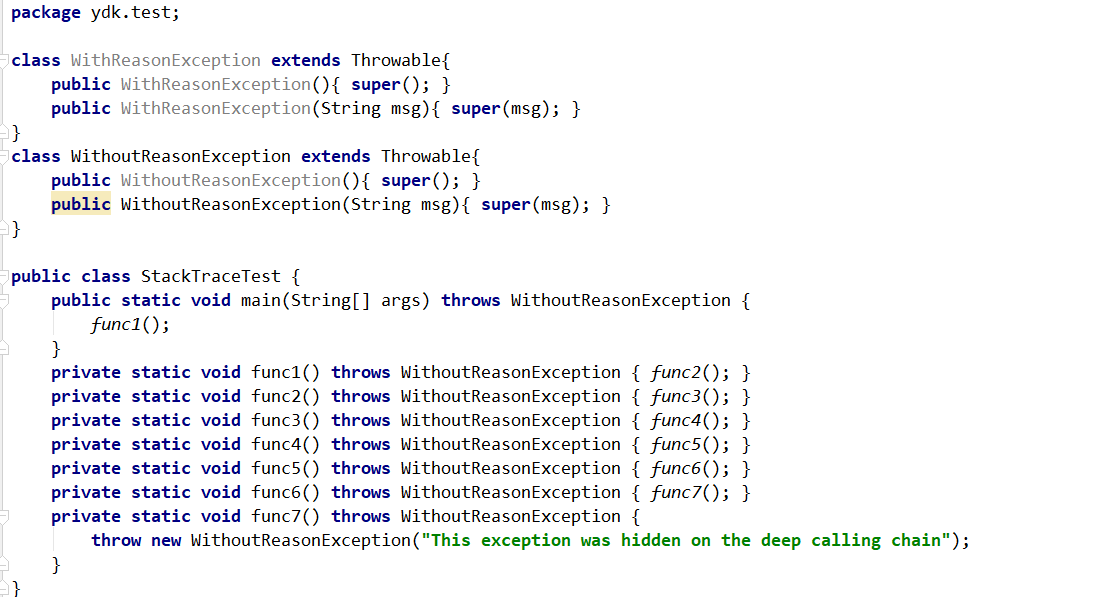 package ydk.test;
class WithReasonException extends Throwable{
    public WithReasonException(){ super(); }
    public WithReasonException(String msg){ super(msg); }
}
class WithoutReasonException extends Throwable{
    public WithoutReasonException(){ super(); }
    public WithoutReasonException(String msg){ super(msg); }
}
public class StackTraceTest {
    public static void main(String[] args) throws WithoutReasonException {
        func1();
    }
    private static void func1() throws WithoutReasonException { func2(); }
    private static void func2() throws WithoutReasonException { func3(); }
    private static void func3() throws WithoutReasonException { func4(); }
    private static void func4() throws WithoutReasonException { func5(); }
    private static void func5() throws WithoutReasonException { func6(); }
    private static void func6() throws WithoutReasonException { func7(); }
    private static void func7() throws WithoutReasonException {
        throw new WithoutReasonException("This exception was hidden on the deep calling chain");
    }
}